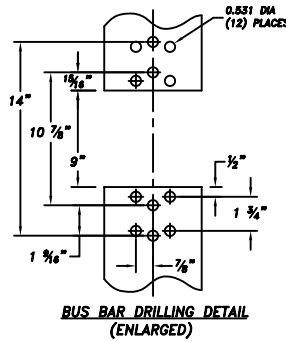 0.531 DIA
(12) PLACES
15/16"
14"
10 7/8"
9"
1/2"
1 3/4"
1 9/16"
7/8"
BUS BAR DRILLING DETAIL
(ENLARGED)